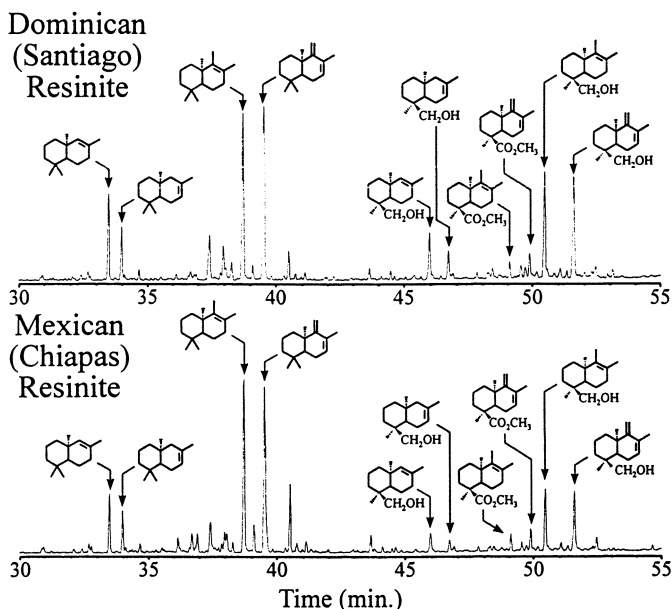 Dominican
(Santiago)
Resinite
CH₂OH
CH₂OH
CO₂CH₃
CO₂CH₃
CH₂OH
CH₂OH
30 35 40 45 50 55
Mexican
(Chiapas)
Resinite
CH₂OH
CH₂OH
CO₂CH₃
CO₂CH₃
CH₂OH
CH₂OH
30 35 40 45 50 55
Time (min.)